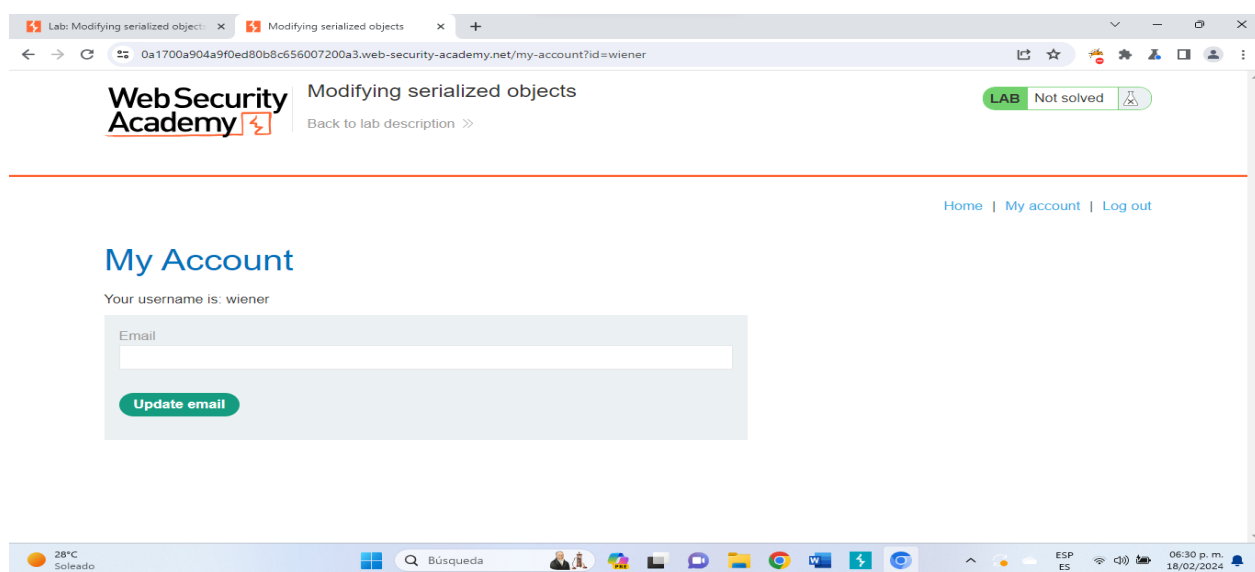 Lab: Modifying serialized object:
Modifying serialized objects
0a1700a904a9f0ed80b8c656007200a3.web-security-academy.net/my-account?id=wiener
Web Security
Academy
Modifying serialized objects
Back to lab description
LAB Not solved
Home | My account | Log out
My Account
Your username is: wiener
Email
Update email
28°C
Soleado
Búsqueda
PRE
ESP
ES
06:30 p. m.
18/02/2024